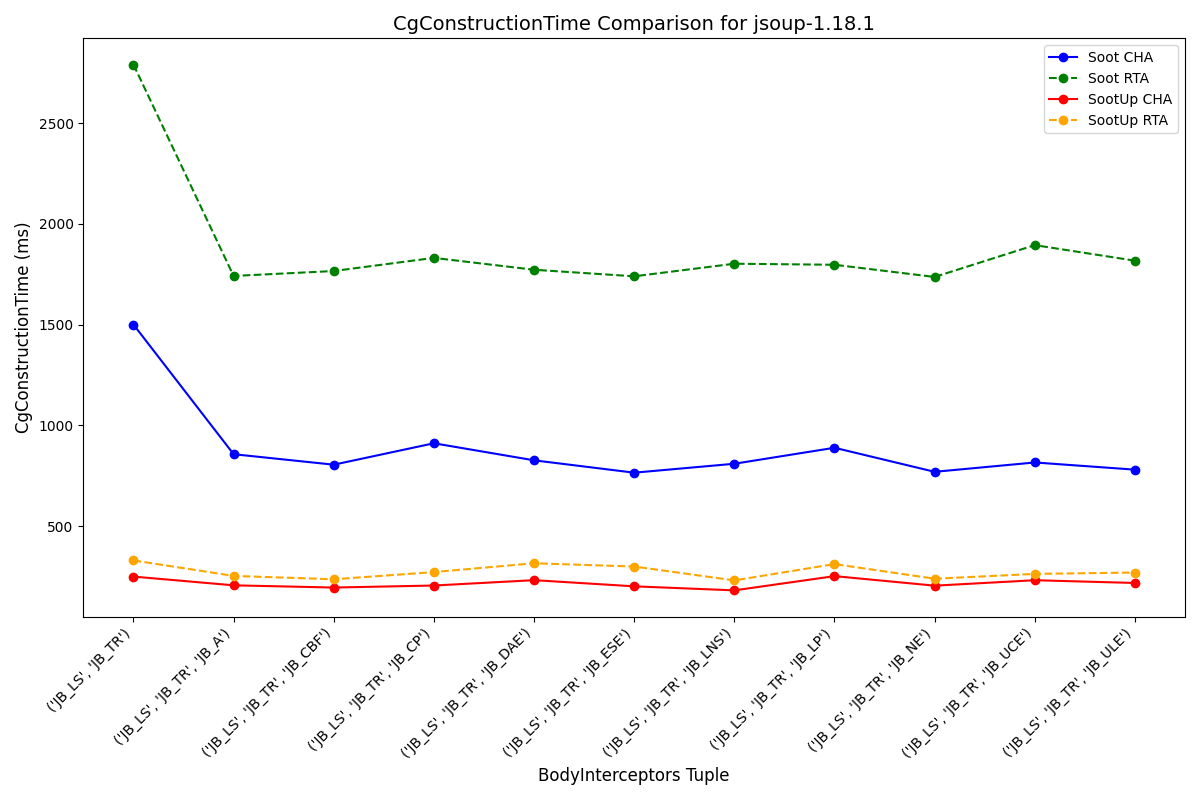 CgConstructionTime Comparison for jsoup-1.18.1
Soot CHA
Soot RTA
SootUp CHA
SootUp RTA
CgConstructionTime (ms)
2500
2000
1500
1000
500
('JB_LS', 'JB_TR')
('JB_LS', 'JB_TR', 'JB_A')
('JB_LS', 'JB_TR', 'JB_CBF')
('JB_LS', 'JB_TR', 'JB_CP')
('JB_LS', 'JB_TR', 'JB_DAE')
('JB_LS', 'JB_TR', 'JB_ESE')
('JB_LS', 'JB_TR', 'JB_LNS')
('JB_LS', 'JB_TR', 'JB_LP')
('JB_LS', 'JB_TR', 'JB_NE')
('JB_LS', 'JB_TR', 'JB_UCE')
('JB_LS', 'JB_TR', 'JB_ULE')
BodyInterceptors Tuple